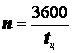 n = 3600 / tц